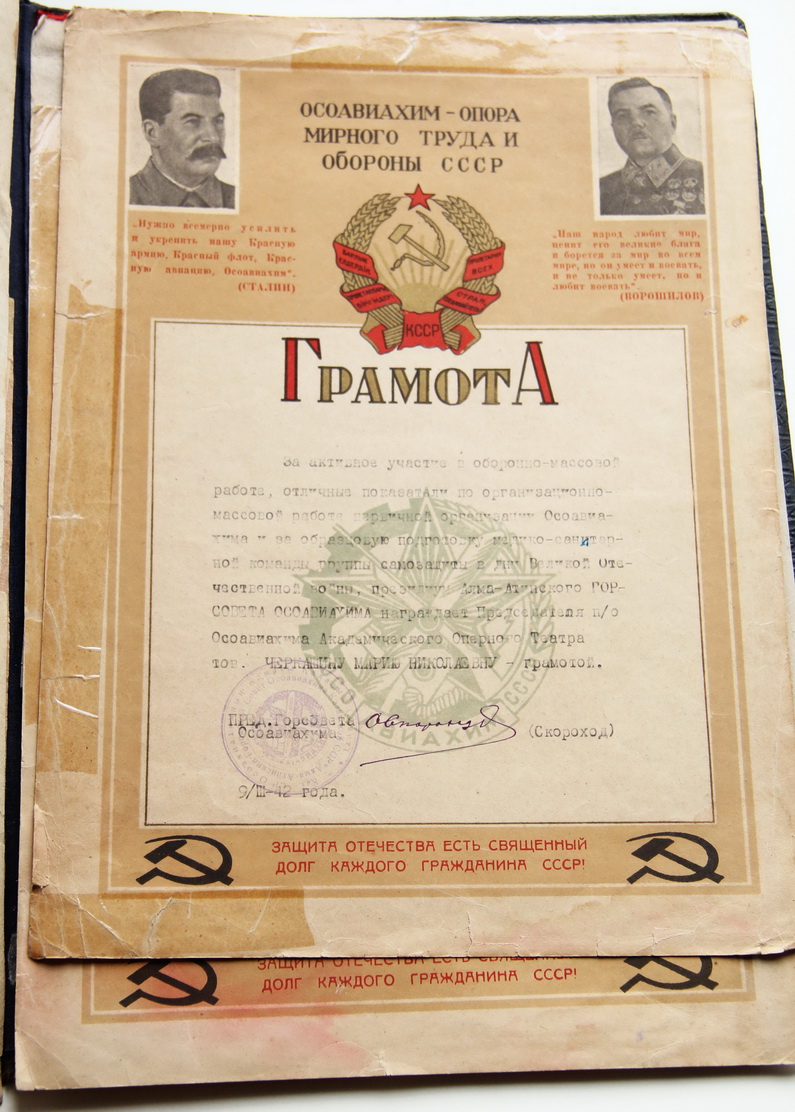 ОСОАВИАХИМ – ОПОРА
МИРНОГО ТРУДА И
ОБОРОНЫ СССР
„Нужно всемерно усилить
и укрепить нашу Красную
армию, Красный флот, Крас-
ную авиацию, Осоавиахим".
(СТАЛИН)
„Наш народ любит мир,
ценит его великие блага
и борется за мир во всем
мире, но он умеет и воевать,
и не только умеет, но и
любит воевать".
(ВОРОШИЛОВ)
КССР
ГРАМОТА
За активное участие в оборонно-массовой
работе, отличные показатели по организационно-
массовой работе первичной организации Осоавиа-
хима и за образцовую подготовку медико-санитар-
ной команды группы самозащиты в дни Великой Оте-
чественной войны, президиум Алма-Атинского ГОР-
СОВЕТА ОСОАВИАХИМА награждает Председателя п/о
Осоавиахима Академического Оперного Театра
тов. ЧЕРКАШИНУ МАРИЮ НИКОЛАЕВНУ – грамотой.
ПРЕД.ГорсОвета
Осоавиахима
(Скороход)
9/Ш-42 года.
ЗАЩИТА ОТЕЧЕСТВА ЕСТЬ СВЯЩЕННЫЙ
ДОЛГ КАЖДОГО ГРАЖДАНИНА СССР!
ЗАЩИТА ОТЕЧЕСТВА ЕСТЬ СВЯЩЕННЫЙ
ДОЛГ КАЖДОГО ГРАЖДАНИНА СССР!